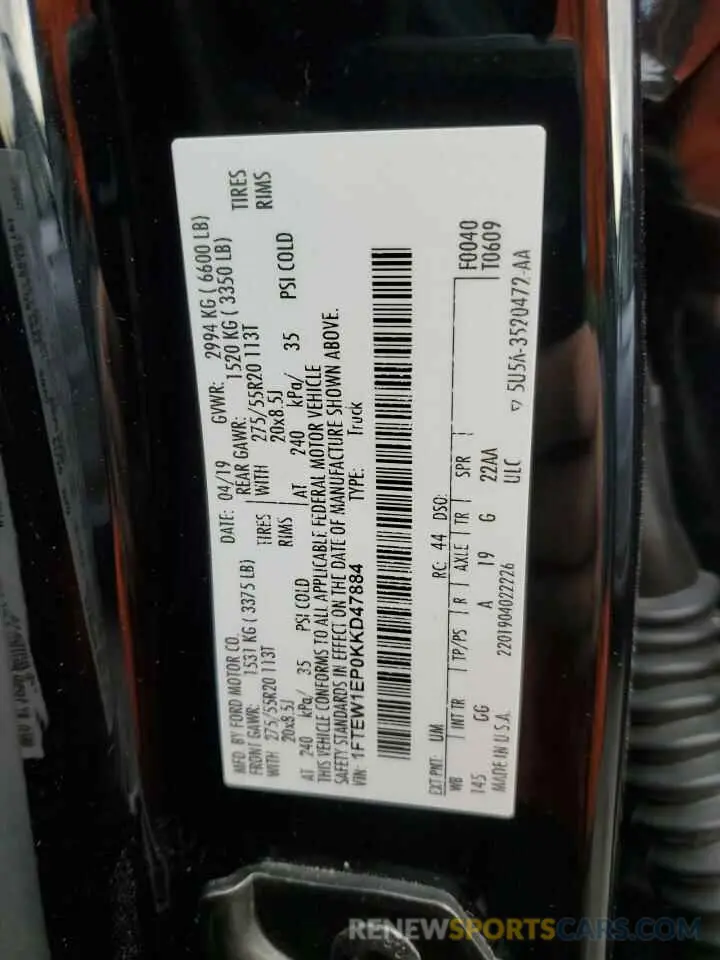 MFD. BY FORD MOTOR CO.
DATE: 04/19
GVWR: 2994 KG ( 6600 LB)
FRONT GAWR: 1531 KG ( 3375 LB)
REAR GAWR: 1520 KG ( 3350 LB)
WITH 275/55R20 113T TIRES
WITH 275/55R20 113T TIRES
20x8.5J RIMS
20x8.5J RIMS
AT 240 kPa/ 35 PSI COLD
AT 240 kPa/ 35 PSI COLD
THIS VEHICLE CONFORMS TO ALL APPLICABLE FEDERAL MOTOR VEHICLE
SAFETY STANDARDS IN EFFECT ON THE DATE OF MANUFACTURE SHOWN ABOVE.
VIN: 1FTEW1EP0KKD47884
TYPE: Truck
EXT PNT: UM RC: 44 DSO: F0040
WB INT TR TP/PS R AXLE TR SPR T0609
145 GG A 19 G 22AA
MADE IN U.S.A. 2201904022226 ULC
▽ 5U5A-3520472-AA
RENEWSPORTSCARS.COM